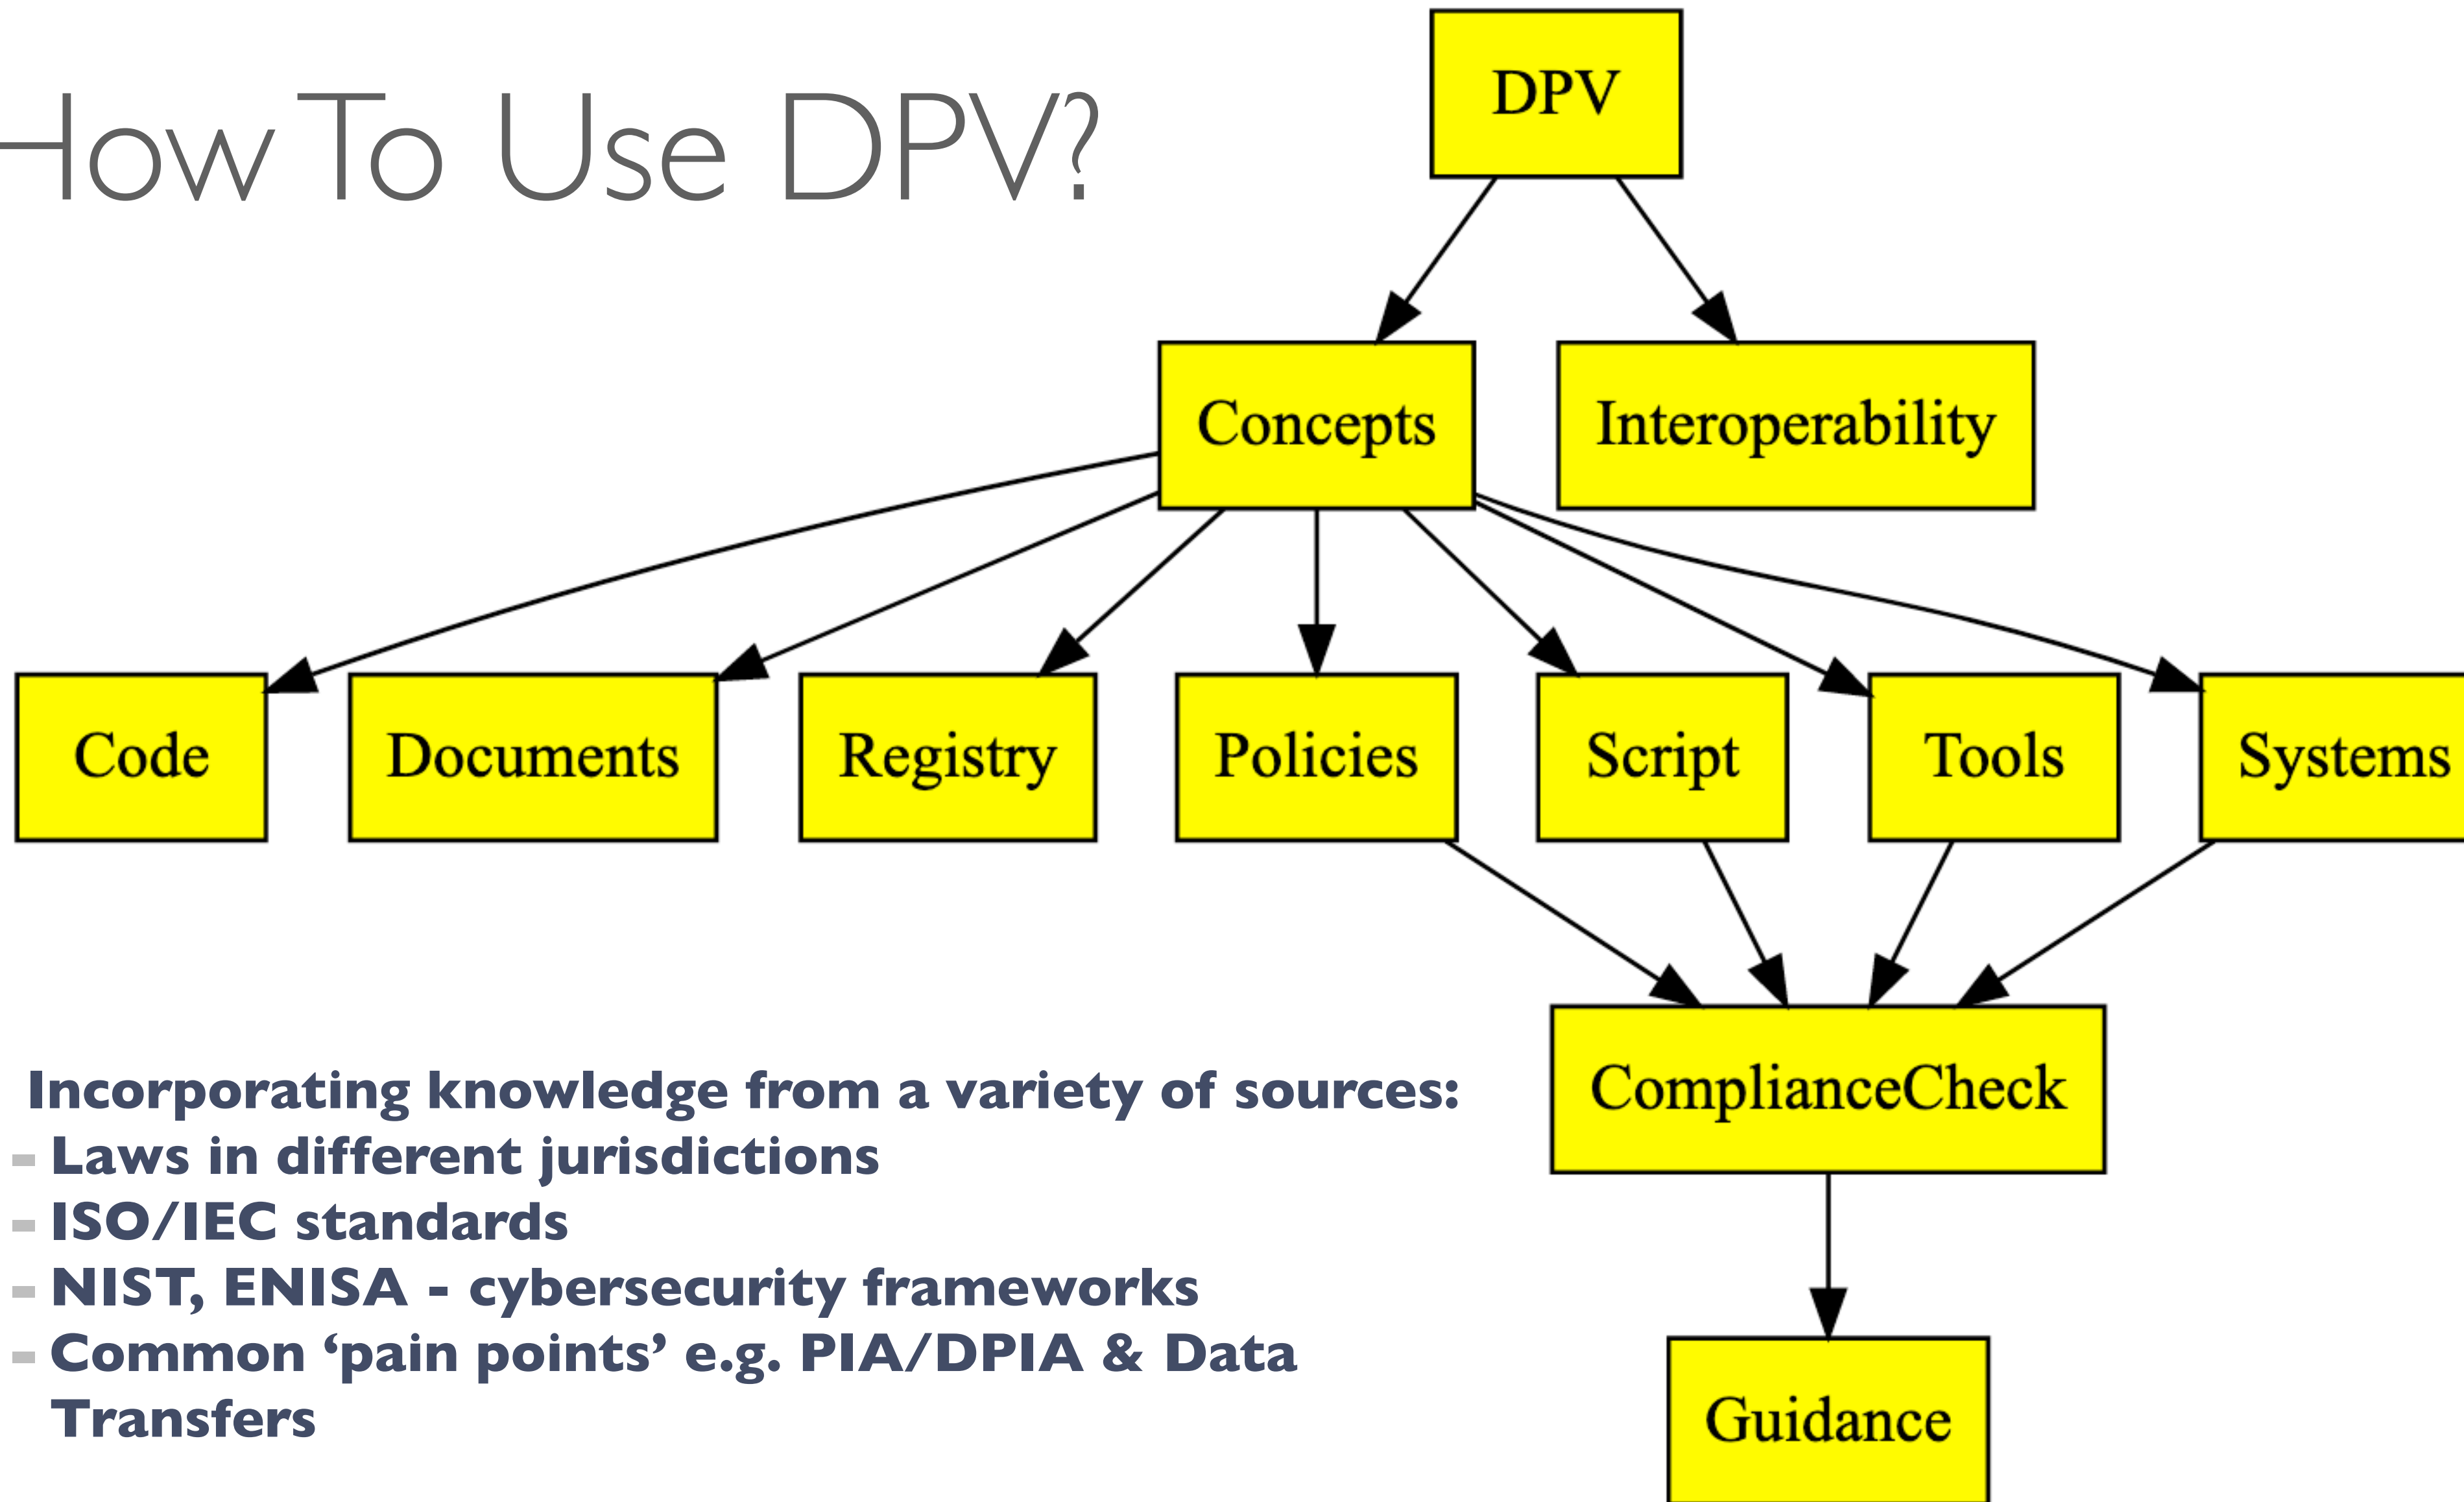 How To Use DPV?
DPV
Concepts
Interoperability
Code
Documents
Registry
Policies
Script
Tools
Systems
ComplianceCheck
Guidance
Incorporating knowledge from a variety of sources:
- Laws in different jurisdictions
- ISO/IEC standards
- NIST, ENISA - cybersecurity frameworks
- Common ‘pain points’ e.g. PIA/DPIA & Data
Transfers